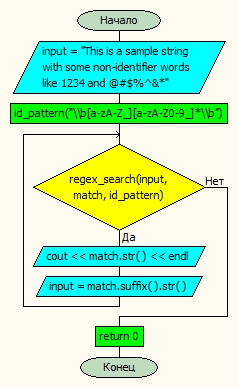 Начало
input = "This is a sample string
with some non-identifier words
like 1234 and @#$%^&*"
id_pattern("\\b[a-zA-Z_][a-zA-Z0-9_]*\\b")
regex_search(input,
match, id_pattern)
Нет
Да
cout << match.str( ) << endl
input = match.suffix( ).str( )
return 0
Конец